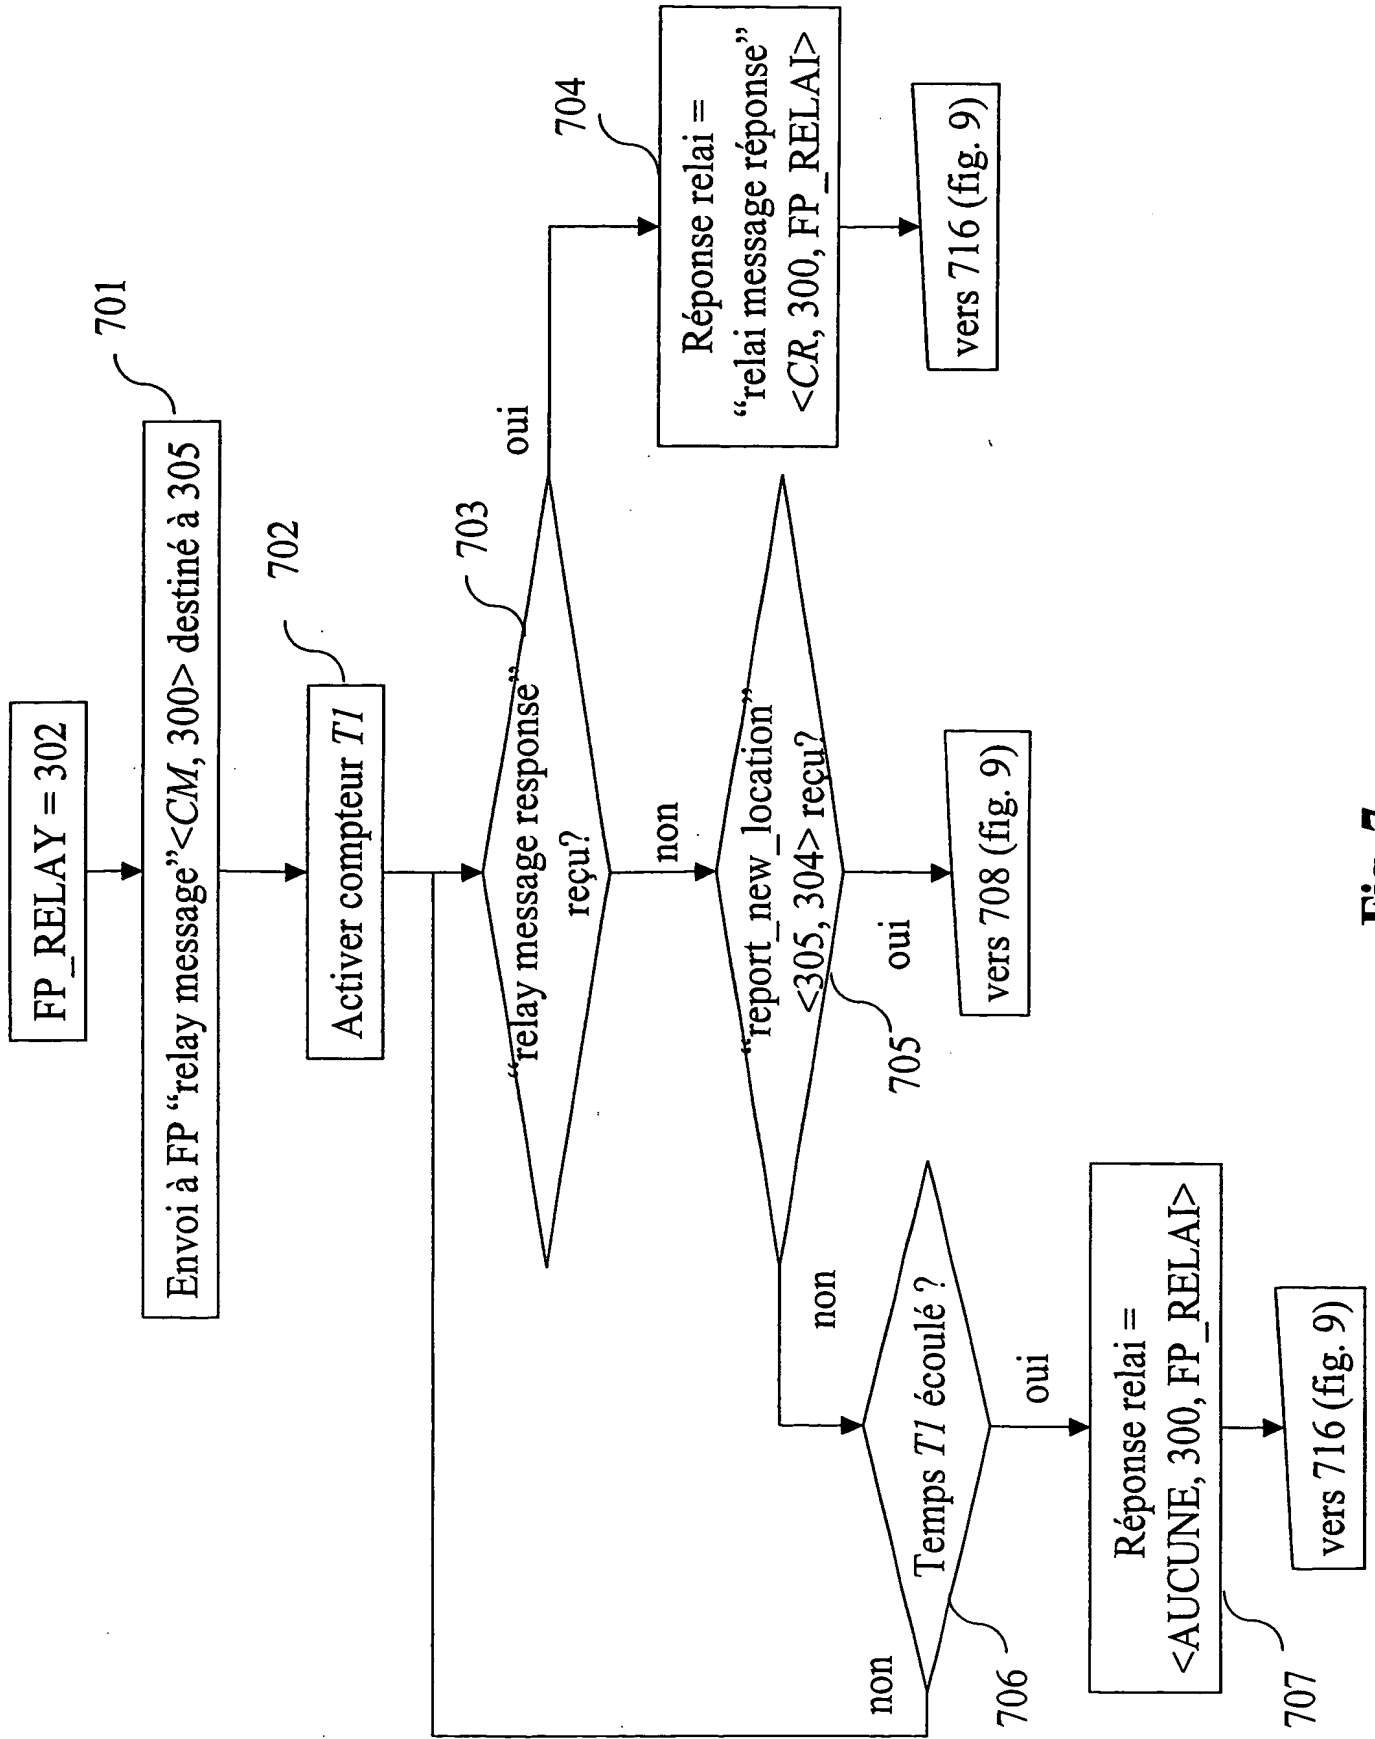 FP_RELAY = 302
701
Envoi à FP “relay message”<CM, 300> destiné à 305
702
Activer compteur T1
703
“relay message response”
reçu?
oui
704
Réponse relai =
“relai message réponse”
<CR, 300, FP_RELAI>
vers 716 (fig. 9)
non
“report_new_location”
<305, 304> reçu?
705
oui
vers 708 (fig. 9)
non
Temps T1 écoulé ?
706
non
oui
Réponse relai =
<AUCUNE, 300, FP_RELAI>
707
vers 716 (fig. 9)
Fig. 7